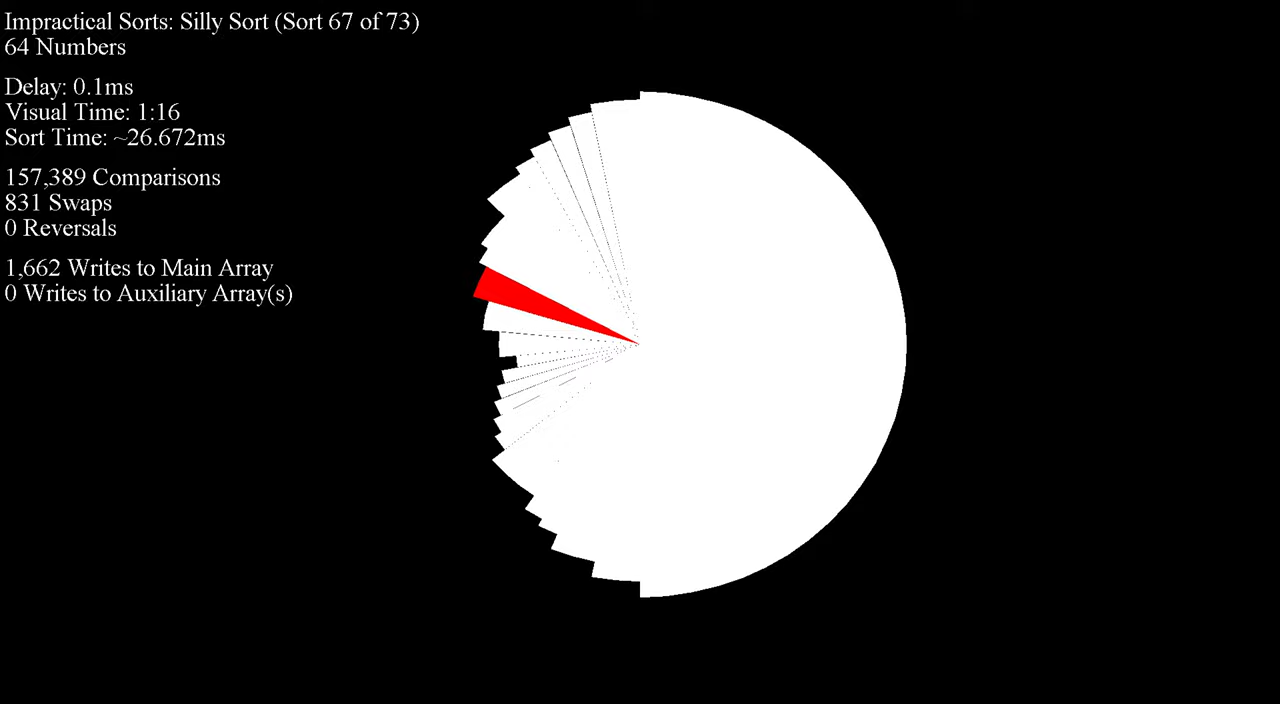 Impractical Sorts: Silly Sort (Sort 67 of 73)
64 Numbers
Delay: 0.1ms
Visual Time: 1:16
Sort Time: ~26.672ms
157,389 Comparisons
831 Swaps
0 Reversals
1,662 Writes to Main Array
0 Writes to Auxiliary Array(s)